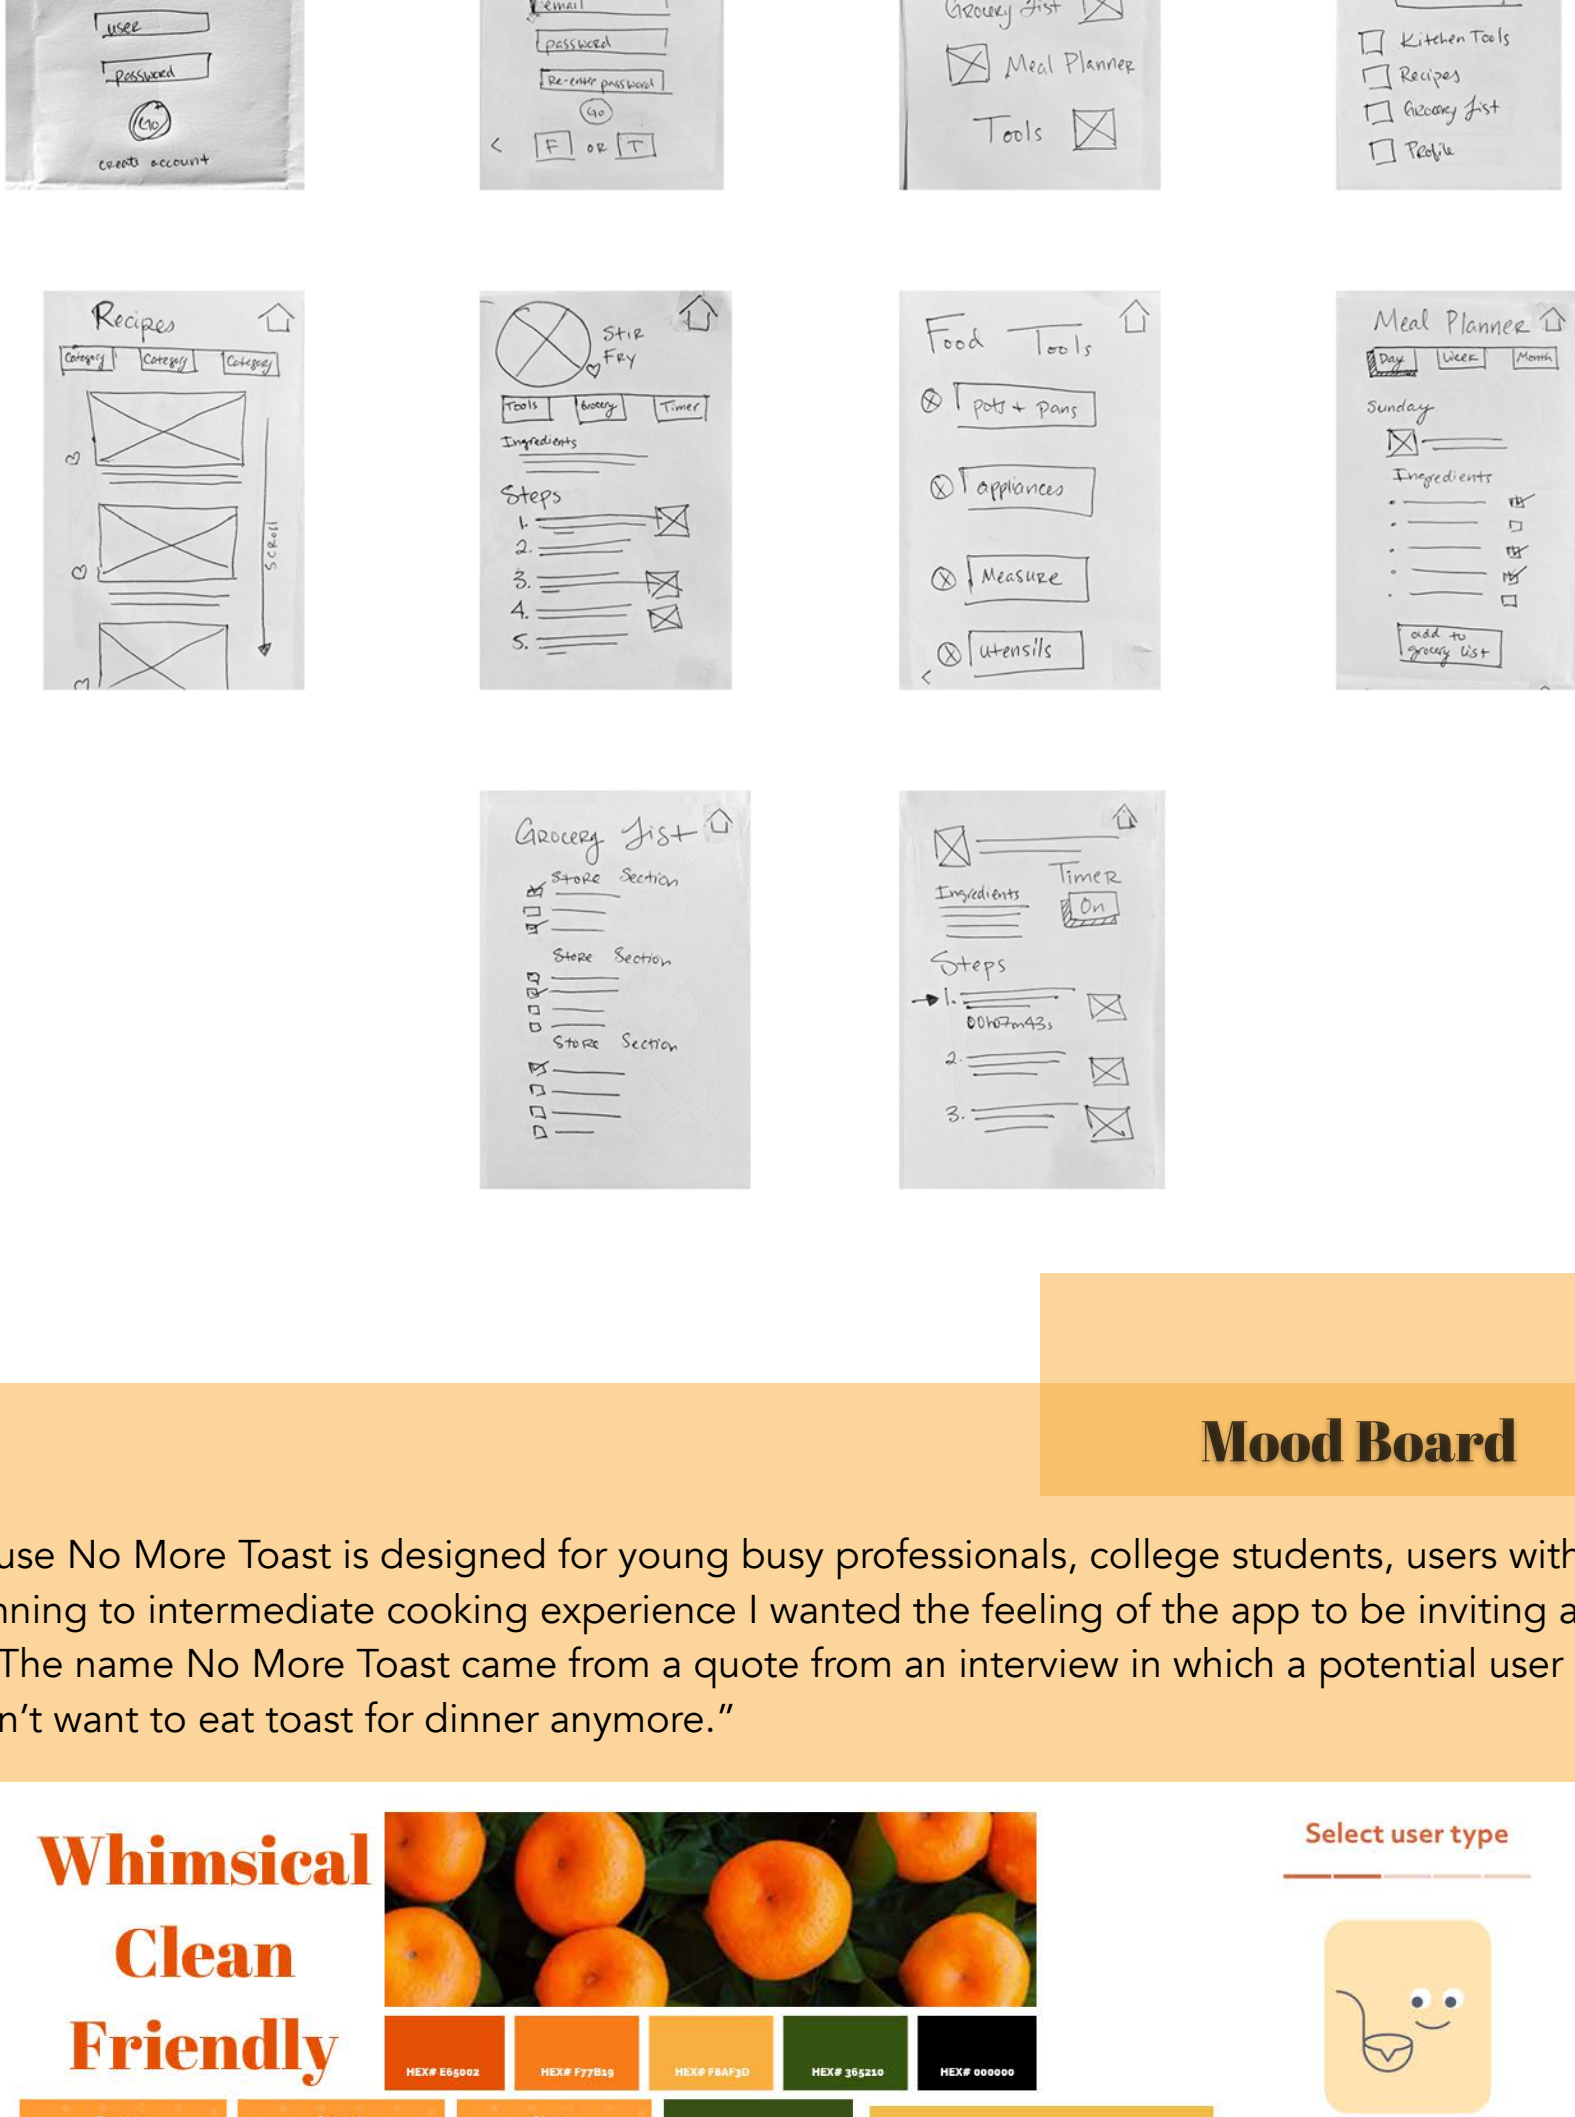 user
password
Go
create account
email
password
Re-enter password
Go
< F OR T
Grocery List
Meal Planner
Tools
Kitchen Tools
Recipes
Grocery List
Profile
Recipes
Category Category Category
SCROLL
Stir
Fry
Tools Grocery Timer
Ingredients
Steps
1.
2.
3.
4.
5.
Food Tools
pots + pans
appliances
Measure
utensils
<
Meal Planner
Day Week Month
Sunday
Ingredients
add to
grocery list
Grocery List
Store Section
Store Section
Store Section
Timer
Ingredients
On
Steps
1.
00h07m43s
2.
3.
Mood Board
use No More Toast is designed for young busy professionals, college students, users with
nning to intermediate cooking experience I wanted the feeling of the app to be inviting a
The name No More Toast came from a quote from an interview in which a potential user
n't want to eat toast for dinner anymore.”
Whimsical
Clean
Friendly
HEX# E65002
HEX# F77B19
HEX# F8AF3D
HEX# 365210
HEX# 000000
Select user type